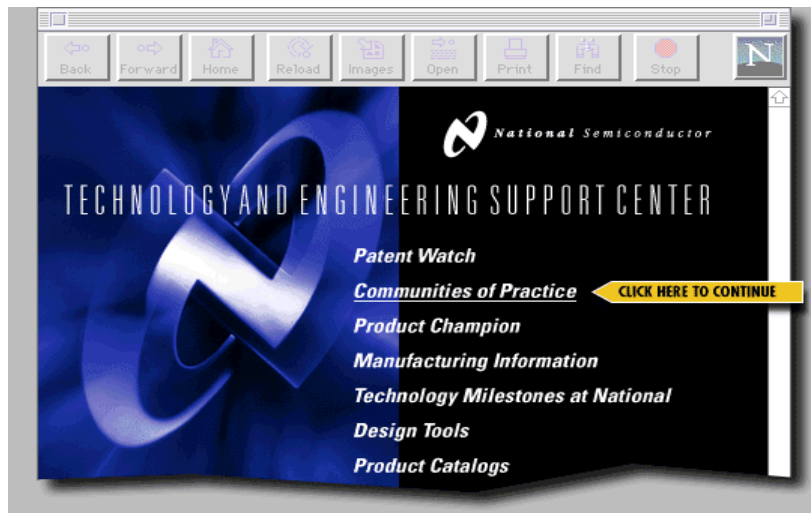 Back Forward Home Reload Images Open Print Find Stop N
National Semiconductor
TECHNOLOGY AND ENGINEERING SUPPORT CENTER
Patent Watch
Communities of Practice CLICK HERE TO CONTINUE
Product Champion
Manufacturing Information
Technology Milestones at National
Design Tools
Product Catalogs